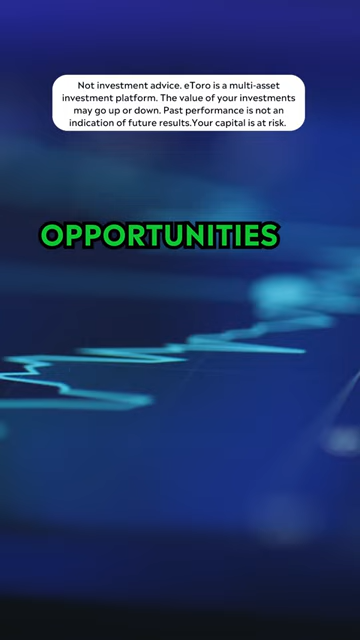 Not investment advice. eToro is a multi-asset
investment platform. The value of your investments
may go up or down. Past performance is not an
indication of future results.Your capital is at risk.
OPPORTUNITIES